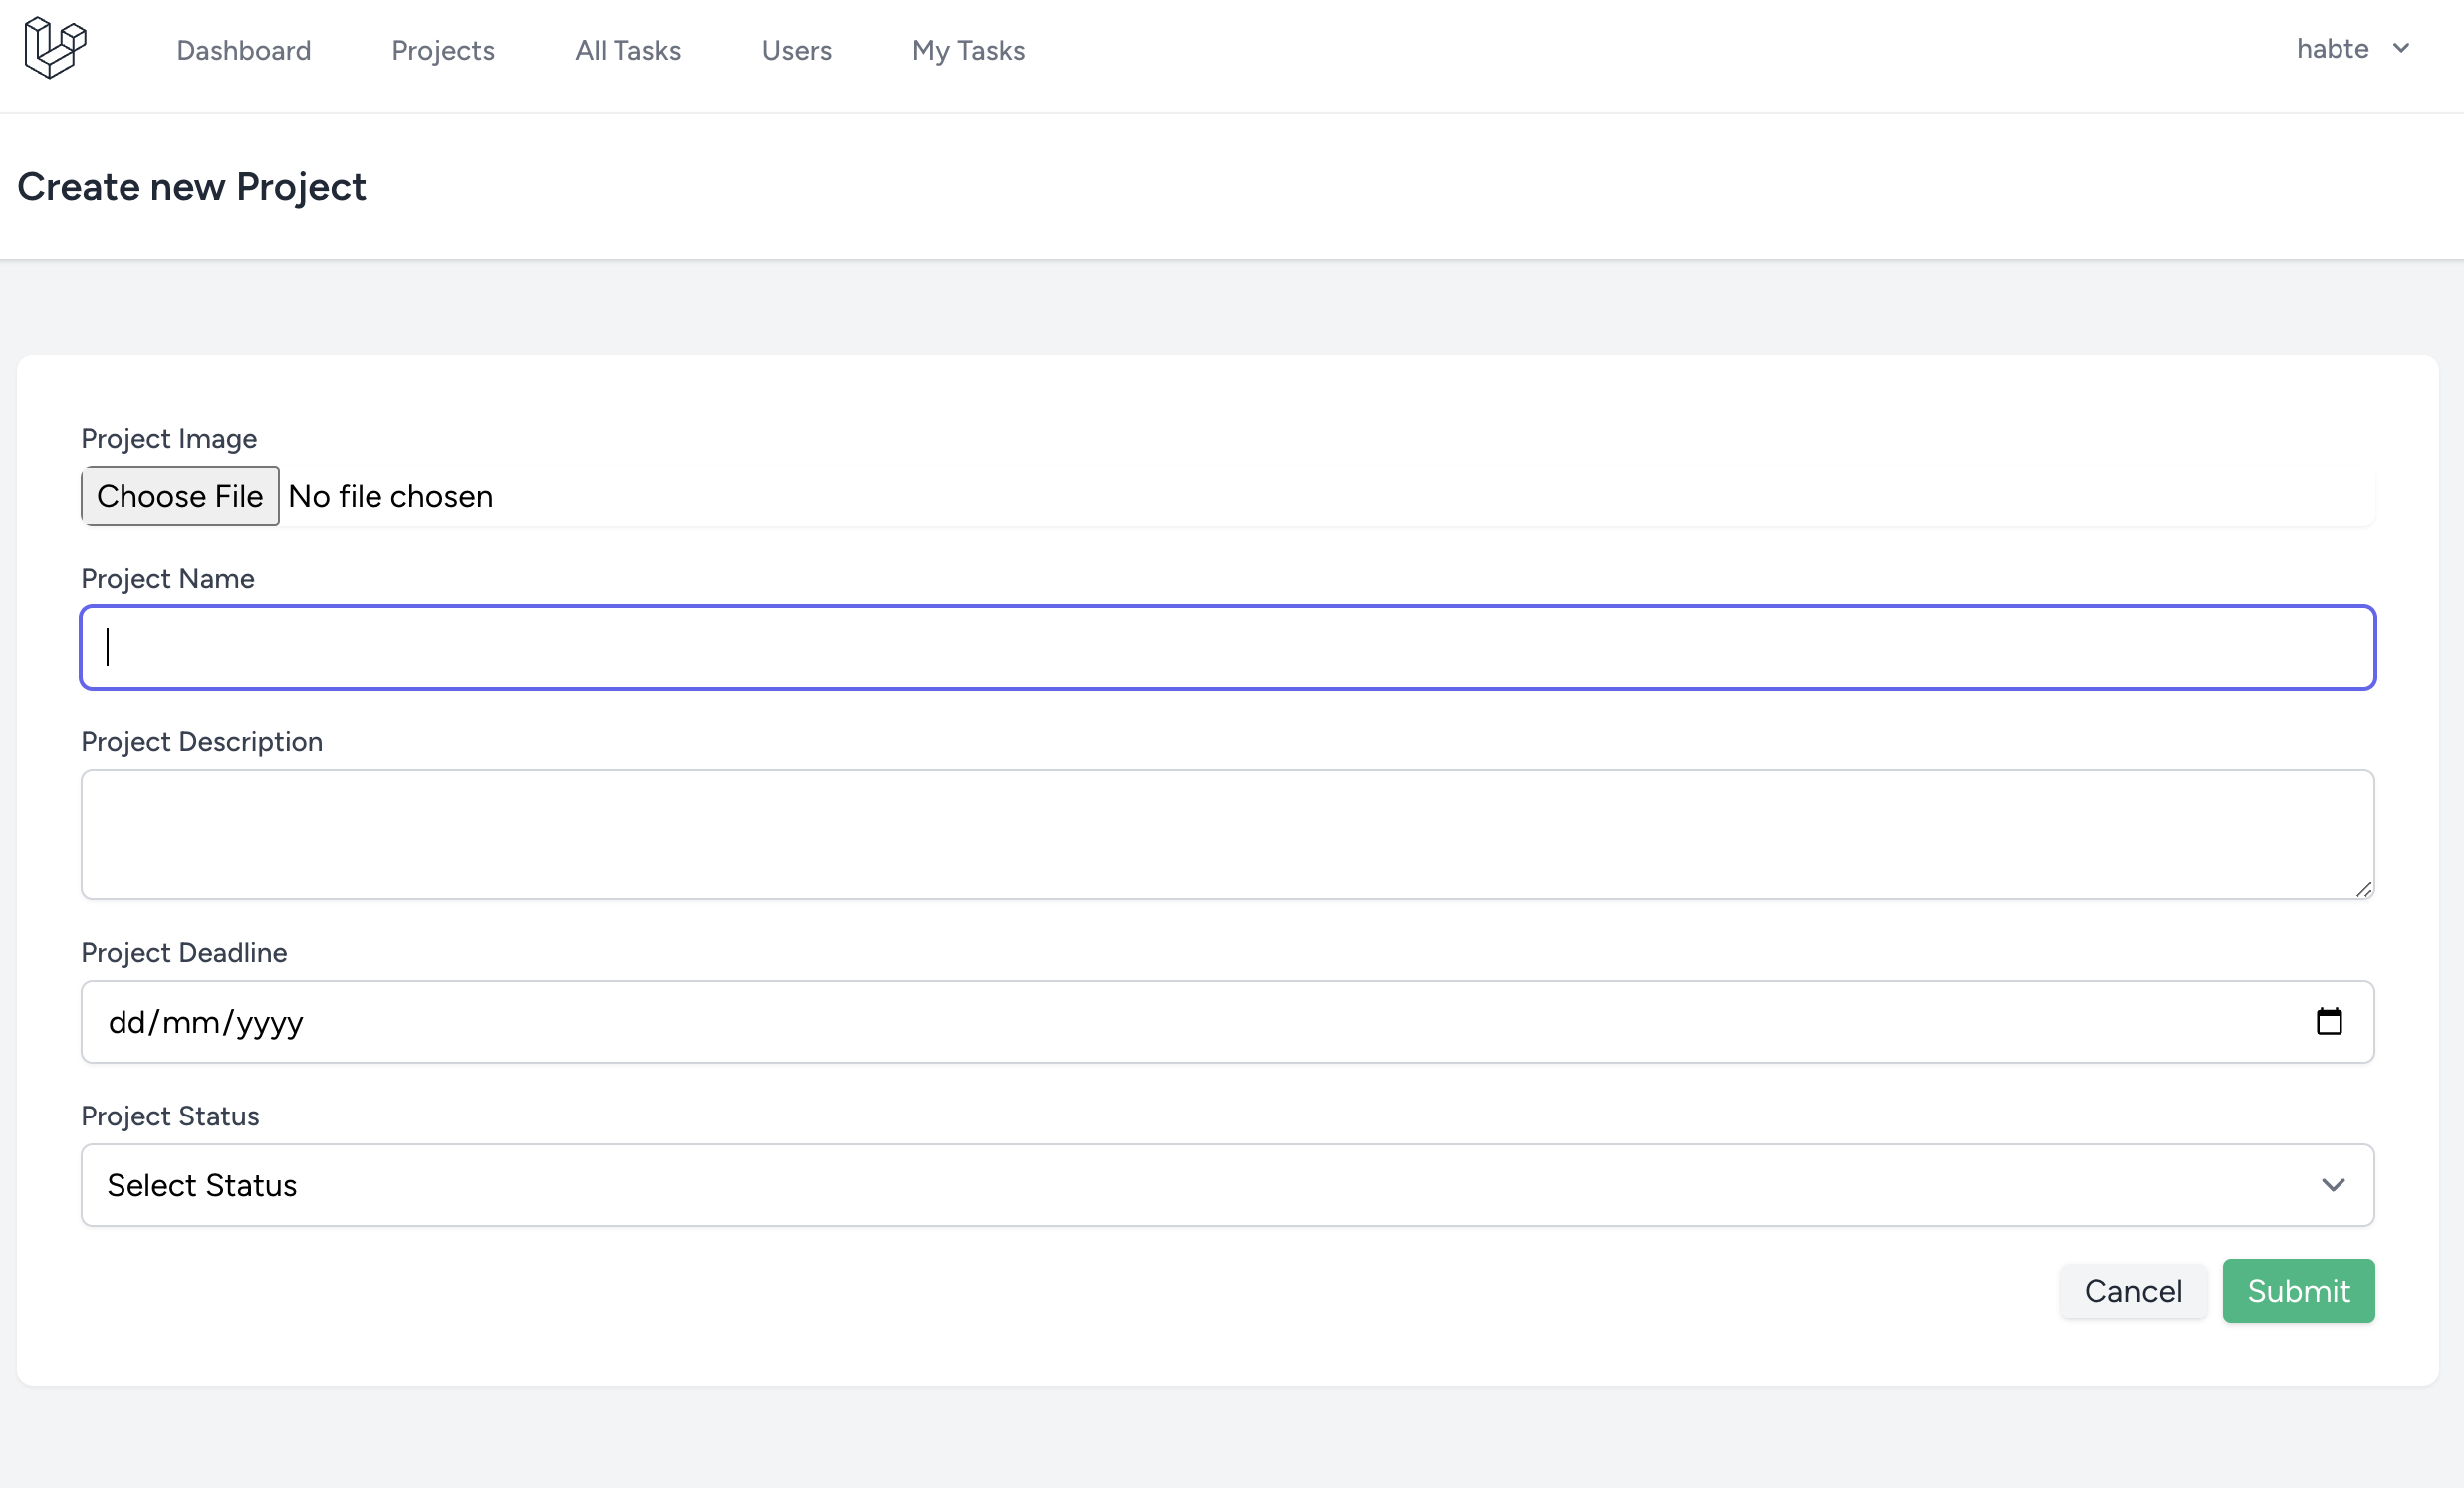 Dashboard Projects All Tasks Users My Tasks habte
Create new Project
Project Image
Choose File No file chosen
Project Name
Project Description
Project Deadline
dd/mm/yyyy
Project Status
Select Status
Cancel Submit